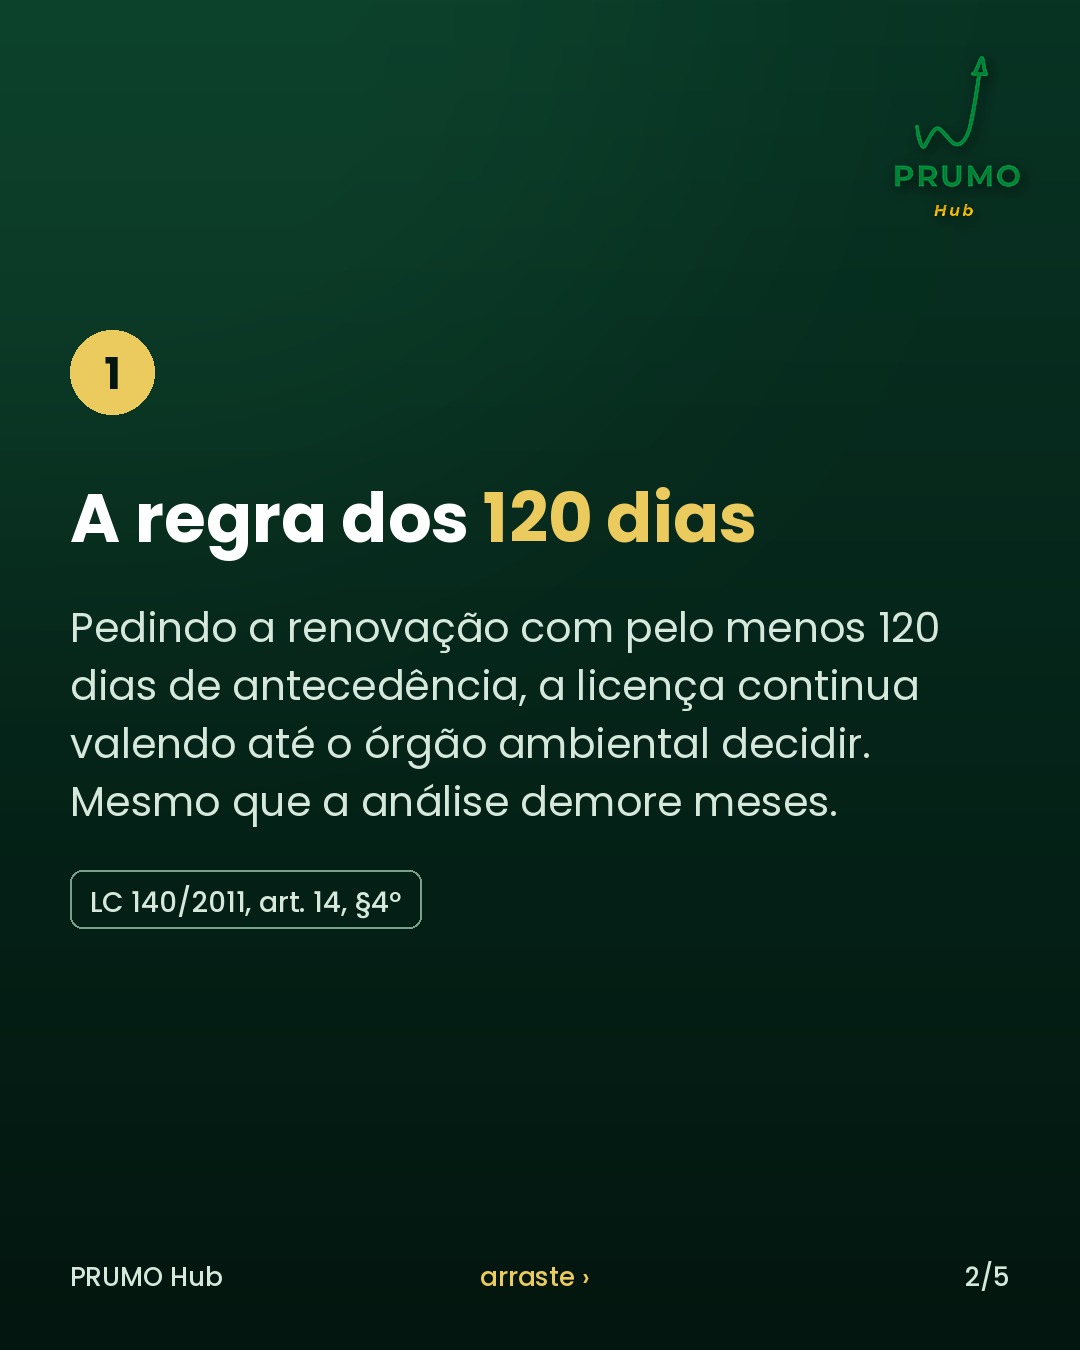 PRUMO
Hub
1
A regra dos 120 dias
Pedindo a renovação com pelo menos 120
dias de antecedência, a licença continua
valendo até o órgão ambiental decidir.
Mesmo que a análise demore meses.
LC 140/2011, art. 14, §4º
PRUMO Hub
arraste ›
2/5